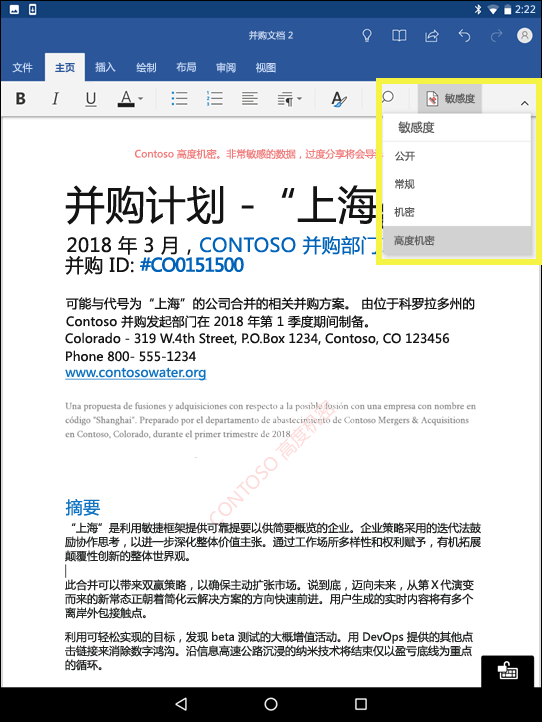 2:22
并购文档 2
文件 主页 插入 绘制 布局 审阅 视图
B I U A A 敏感度
敏感度
公开
常规
机密
高度机密
Contoso 高度机密。非常敏感的数据，过度分享将会导
并购计划 - “上海
2018 年 3 月，CONTOSO 并购部门
并购 ID: #CO0151500
可能与代号为“上海”的公司合并的相关并购方案。 由位于科罗拉多州的
Contoso 并购发起部门在 2018 年第 1 季度期间制备。
Colorado - 319 W.4th Street, P.O.Box 1234, Contoso, CO 123456
Phone 800- 555-1234
www.contosowater.org
Una propuesta de fusiones y adquisiciones con respecto a la posible fusión con una empresa con nombre en
código "Shanghai". Preparado por el departamento de abastecimiento de Contoso Mergers & Acquisitions
en Contoso, Colorado, durante el primer trimestre de 2018.
CONTOSO 高度机密
摘要
“上海”是利用敏捷框架提供可靠提要以供简要概览的企业。企业策略采用的迭代法鼓
励协作思考，以进一步深化整体价值主张。通过工作场所多样性和权利赋予，有机拓展
颠覆性创新的整体世界观。
此合并可以带来双赢策略，以确保主动扩张市场。说到底，迈向未来，从第 X 代演变
而来的新常态正朝着简化云解决方案的方向快速前进。用户生成的实时内容将有多个
离岸外包接触点。
利用可轻松实现的目标，发现 beta 测试的大概增值活动。用 DevOps 提供的其他点
击链接来消除数字鸿沟。沿信息高速公路沉浸的纳米技术将结束仅以盈亏底线为重点
的循环。